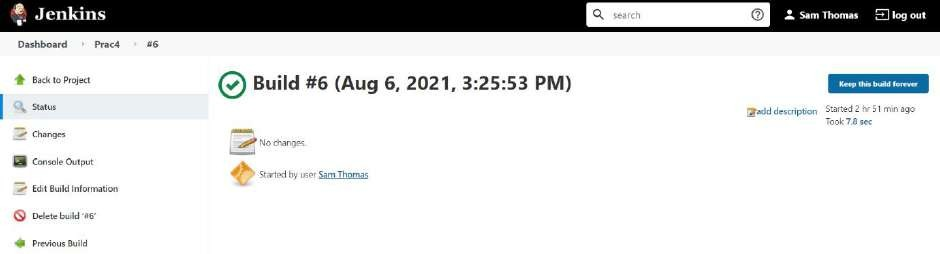 Jenkins
search
Sam Thomas
log out
Dashboard
Prac4
#6
Back to Project
Status
Changes
Console Output
Edit Build Information
Delete build '#6'
Previous Build
Build #6 (Aug 6, 2021, 3:25:53 PM)
Keep this build forever
add description
Started 2 hr 51 min ago
Took 7.8 sec
No changes.
Started by user Sam Thomas